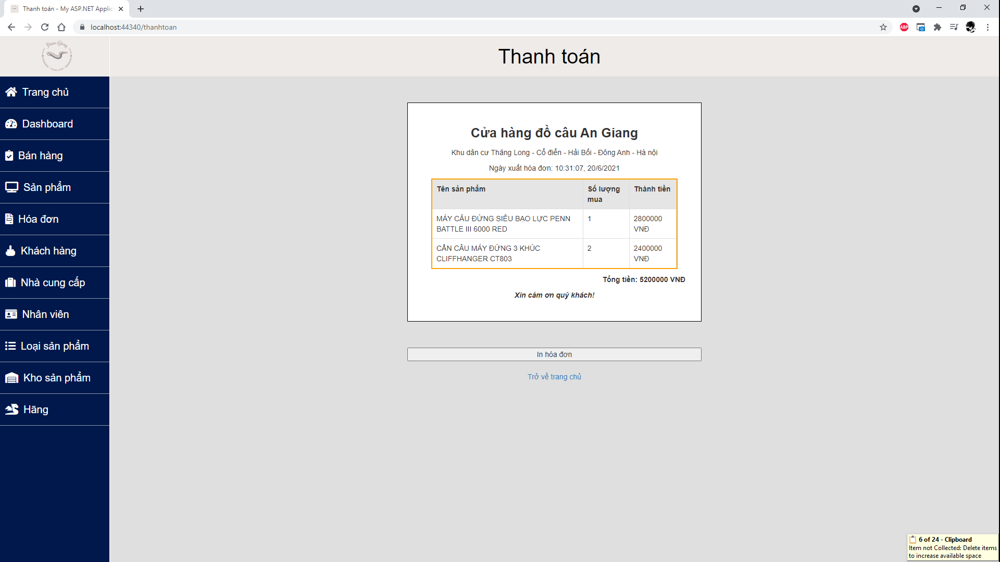 Thanh toán - My ASP.NET Applic
localhost:44340/thanhtoan
ABP
Thanh toán
Trang chủ
Dashboard
Bán hàng
Sản phẩm
Hóa đơn
Khách hàng
Nhà cung cấp
Nhân viên
Loại sản phẩm
Kho sản phẩm
Hãng
Cửa hàng đồ câu An Giang
Khu dân cư Thăng Long - Cổ điển - Hải Bối - Đông Anh - Hà nội
Ngày xuất hóa đơn: 10:31:07, 20/6/2021
Tên sản phẩm Số lượng mua Thành tiền
MÁY CÂU ĐỨNG SIÊU BẠO LỰC PENN BATTLE III 6000 RED 1 2800000 VNĐ
CẦN CÂU MÁY ĐỨNG 3 KHÚC CLIFFHANGER CT803 2 2400000 VNĐ
Tổng tiền: 5200000 VNĐ
Xin cảm ơn quý khách!
In hóa đơn
Trở về trang chủ
6 of 24 - Clipboard
Item not Collected: Delete items
to increase available space